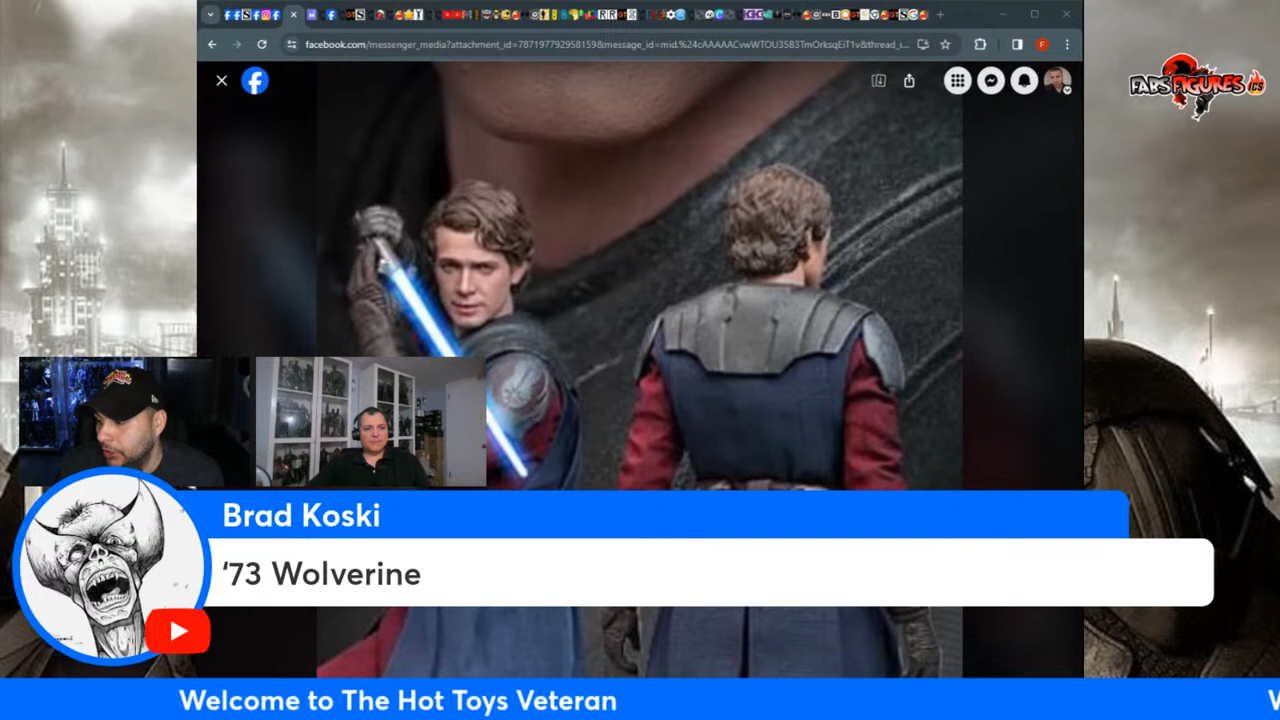 facebook.com/messenger_media?attachment_id=787197792958159&message_id=mid.%24cAAAAACvwWTOU35B3TmOrksqEiT1v&thread_i...
FABS FIGURES ICS
Brad Koski
‘73 Wolverine
Welcome to The Hot Toys Veteran